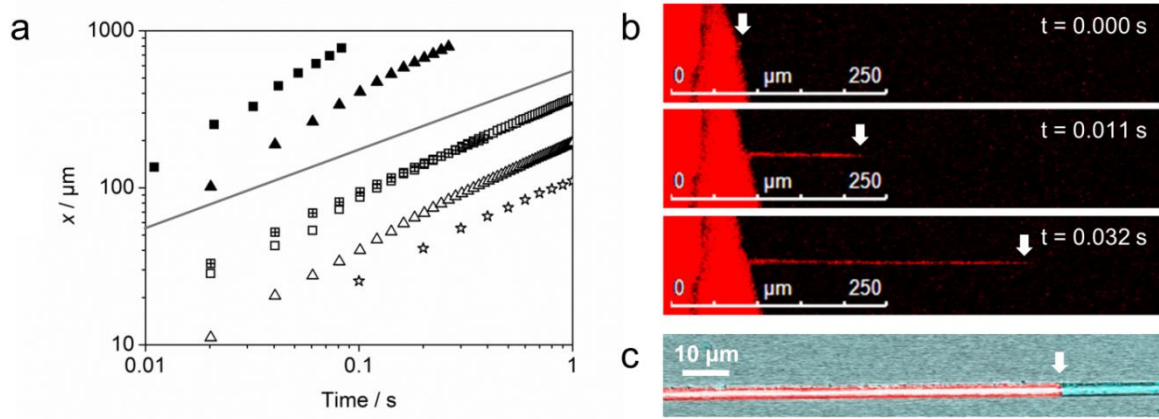 a
1000
100
10
x / µm
0.01
0.1
1
Time / s
b
t = 0.000 s
0 µm 250
t = 0.011 s
0 µm 250
t = 0.032 s
0 µm 250
c
10 µm